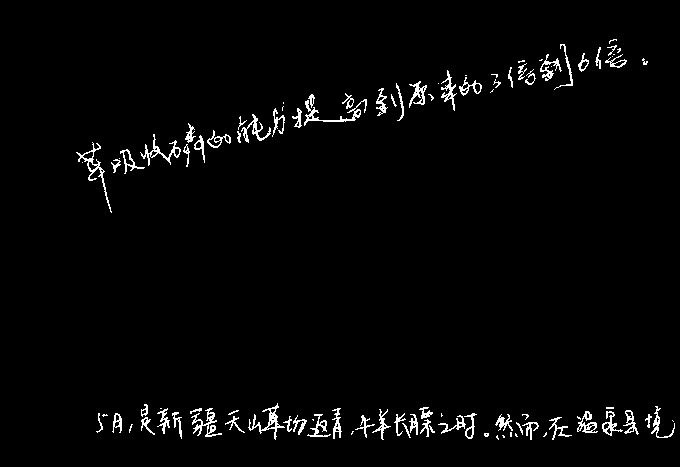 草吸收磷的能力提高到原来的3倍到6倍。
5月,是新疆天山草场返青,牛羊长膘之时。然而,在温泉县境